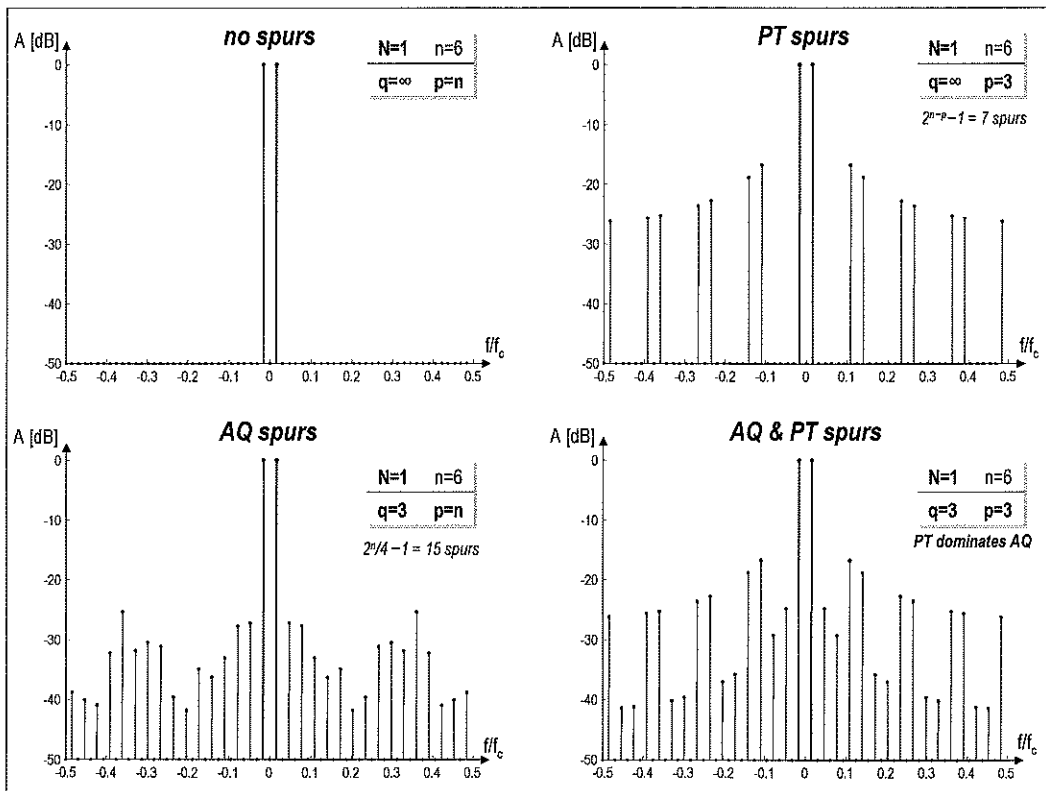 no spurs
A [dB]
N=1 n=6
q=∞ p=n
0
-10
-20
-30
-40
-50
f/fc
-0.5 -0.4 -0.3 -0.2 -0.1 0 0.1 0.2 0.3 0.4 0.5
PT spurs
A [dB]
N=1 n=6
q=∞ p=3
2^n-p-1 = 7 spurs
0
-10
-20
-30
-40
-50
f/fc
-0.5 -0.4 -0.3 -0.2 -0.1 0 0.1 0.2 0.3 0.4 0.5
AQ spurs
A [dB]
N=1 n=6
q=3 p=n
2^n/4-1 = 15 spurs
0
-10
-20
-30
-40
-50
f/fc
-0.5 -0.4 -0.3 -0.2 -0.1 0 0.1 0.2 0.3 0.4 0.5
AQ & PT spurs
A [dB]
N=1 n=6
q=3 p=3
PT dominates AQ
0
-10
-20
-30
-40
-50
f/fc
-0.5 -0.4 -0.3 -0.2 -0.1 0 0.1 0.2 0.3 0.4 0.5